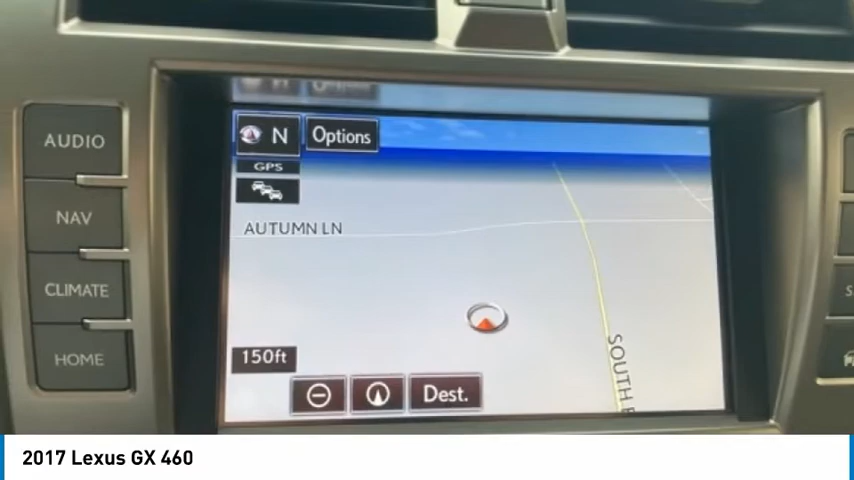 AUDIO
NAV
CLIMATE
HOME
N
Options
GPS
AUTUMN LN
150ft
Dest.
SOUTH
2017 Lexus GX 460